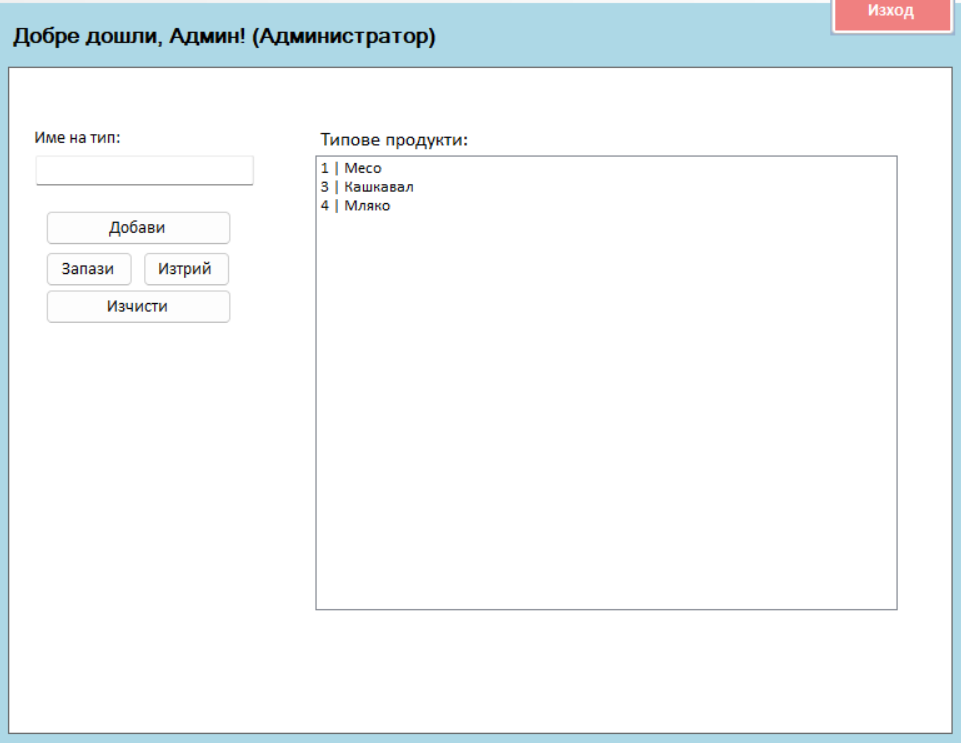 Изход
Добре дошли, Админ! (Администратор)
Име на тип:
Типове продукти:
1 | Месо
3 | Кашкавал
4 | Мляко
Добави
Запази
Изтрий
Изчисти